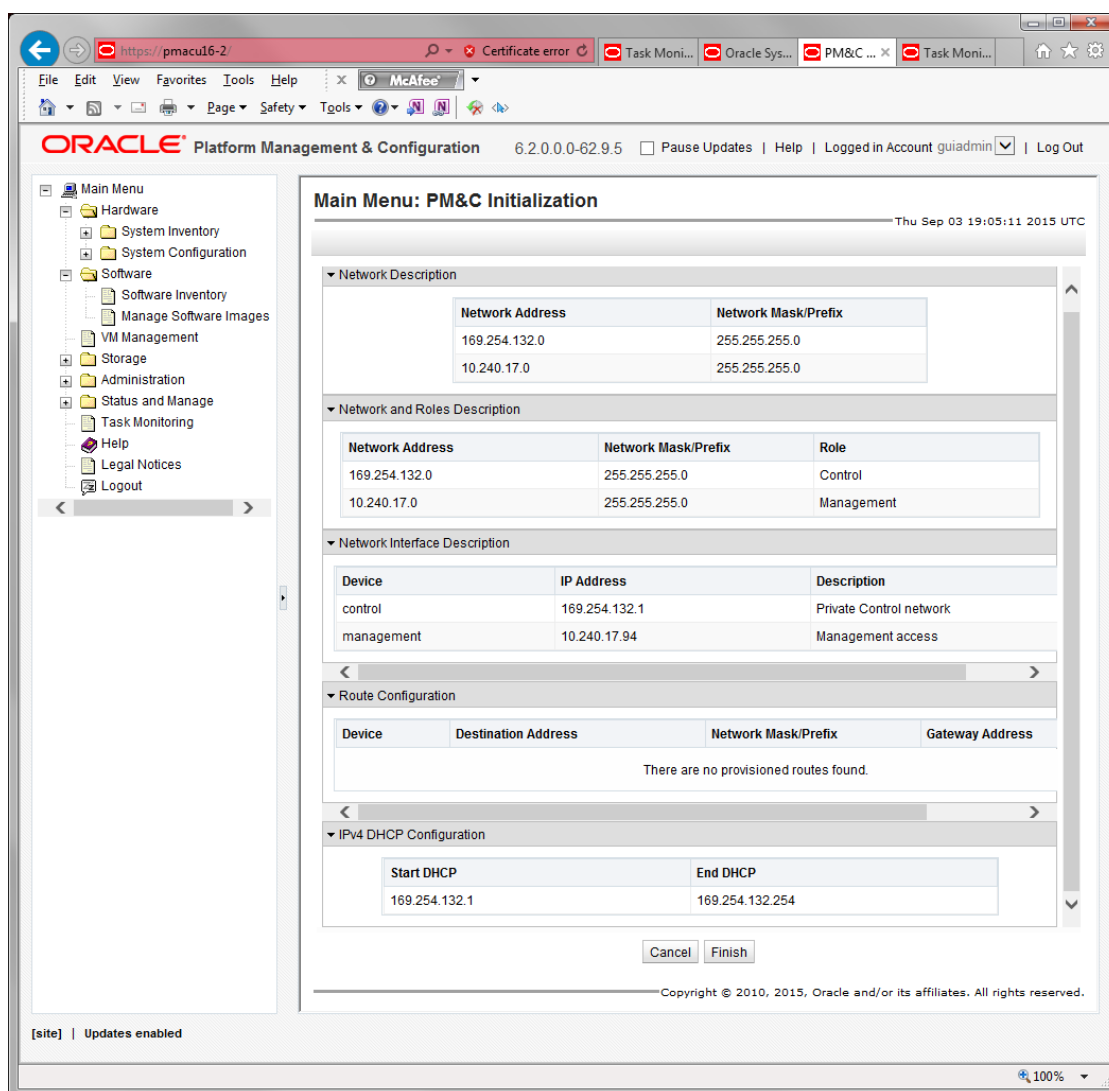 https://pmacu16-2/
Certificate error
Task Moni...
Oracle Sys...
PM&C ...
Task Moni...
File Edit View Favorites Tools Help
x McAfee
Page Safety Tools
ORACLE Platform Management & Configuration 6.2.0.0.0-62.9.5 Pause Updates | Help | Logged in Account guiadmin | Log Out
Main Menu
Hardware
System Inventory
System Configuration
Software
Software Inventory
Manage Software Images
VM Management
Storage
Administration
Status and Manage
Task Monitoring
Help
Legal Notices
Logout
Main Menu: PM&C Initialization
Thu Sep 03 19:05:11 2015 UTC
Network Description
Network Address Network Mask/Prefix
169.254.132.0 255.255.255.0
10.240.17.0 255.255.255.0
Network and Roles Description
Network Address Network Mask/Prefix Role
169.254.132.0 255.255.255.0 Control
10.240.17.0 255.255.255.0 Management
Network Interface Description
Device IP Address Description
control 169.254.132.1 Private Control network
management 10.240.17.94 Management access
Route Configuration
Device Destination Address Network Mask/Prefix Gateway Address
There are no provisioned routes found.
IPv4 DHCP Configuration
Start DHCP End DHCP
169.254.132.1 169.254.132.254
Cancel Finish
Copyright © 2010, 2015, Oracle and/or its affiliates. All rights reserved.
[site] | Updates enabled
100%